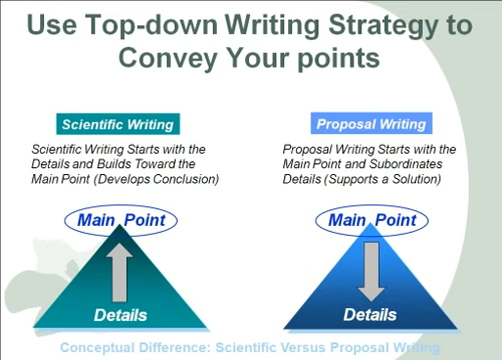 Use Top-down Writing Strategy to
Convey Your points
Scientific Writing
Scientific Writing Starts with the
Details and Builds Toward the
Main Point (Develops Conclusion)
Main Point
Details
Proposal Writing
Proposal Writing Starts with the
Main Point and Subordinates
Details (Supports a Solution)
Main Point
Details
Conceptual Difference: Scientific Versus Proposal Writing